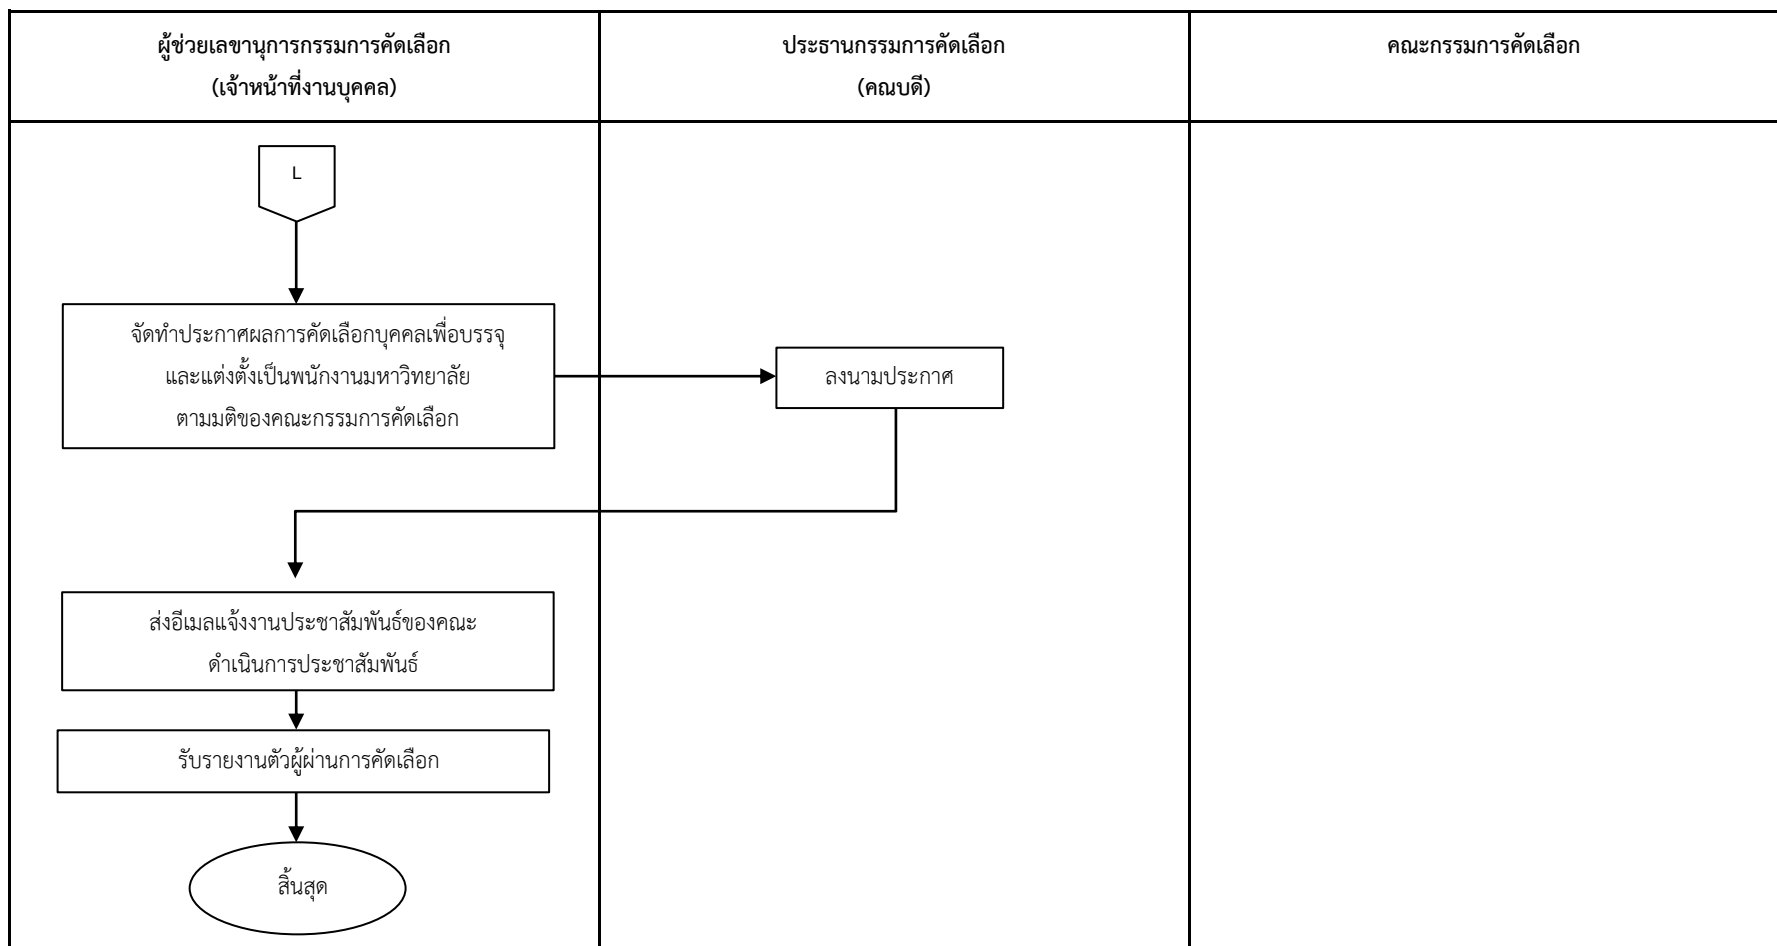 ผู้ช่วยเลขานุการกรรมการคัดเลือก
(เจ้าหน้าที่งานบุคคล)
ประธานกรรมการคัดเลือก
(คณบดี)
คณะกรรมการคัดเลือก
L
จัดทำประกาศผลการคัดเลือกบุคคลเพื่อบรรจุ
และแต่งตั้งเป็นพนักงานมหาวิทยาลัย
ตามมติของคณะกรรมการคัดเลือก
ลงนามประกาศ
ส่งอีเมลแจ้งงานประชาสัมพันธ์ของคณะ
ดำเนินการประชาสัมพันธ์
รับรายงานตัวผู้ผ่านการคัดเลือก
สิ้นสุด